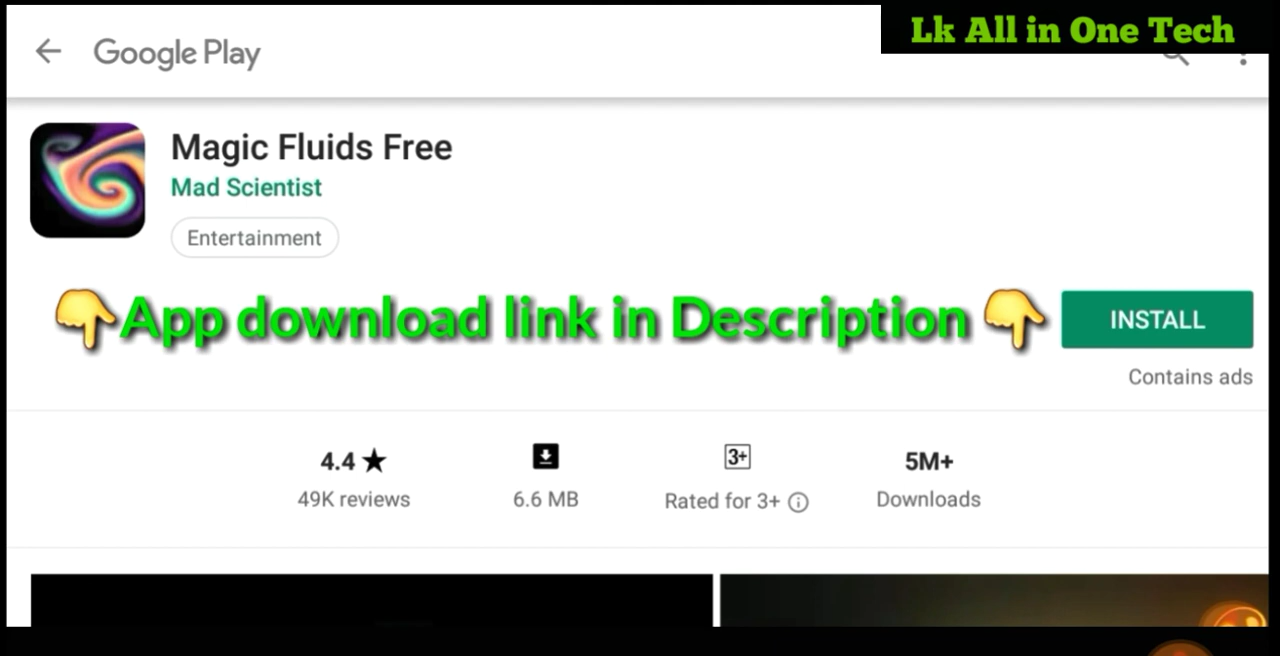 Lk All in One Tech
Google Play
Magic Fluids Free
Mad Scientist
Entertainment
👇App download link in Description 👇
INSTALL
Contains ads
4.4 ★
49K reviews
6.6 MB
3+
Rated for 3+
5M+
Downloads